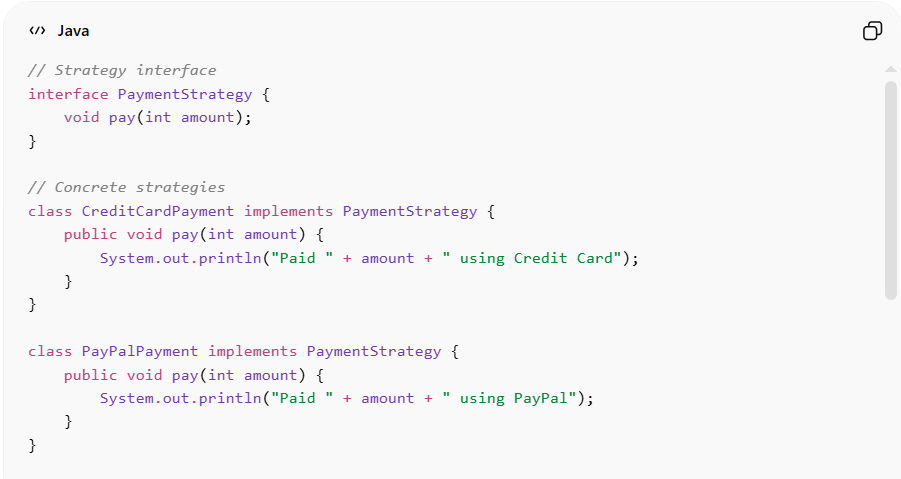 </> Java
// Strategy interface
interface PaymentStrategy {
    void pay(int amount);
}

// Concrete strategies
class CreditCardPayment implements PaymentStrategy {
    public void pay(int amount) {
        System.out.println("Paid " + amount + " using Credit Card");
    }
}

class PayPalPayment implements PaymentStrategy {
    public void pay(int amount) {
        System.out.println("Paid " + amount + " using PayPal");
    }
}